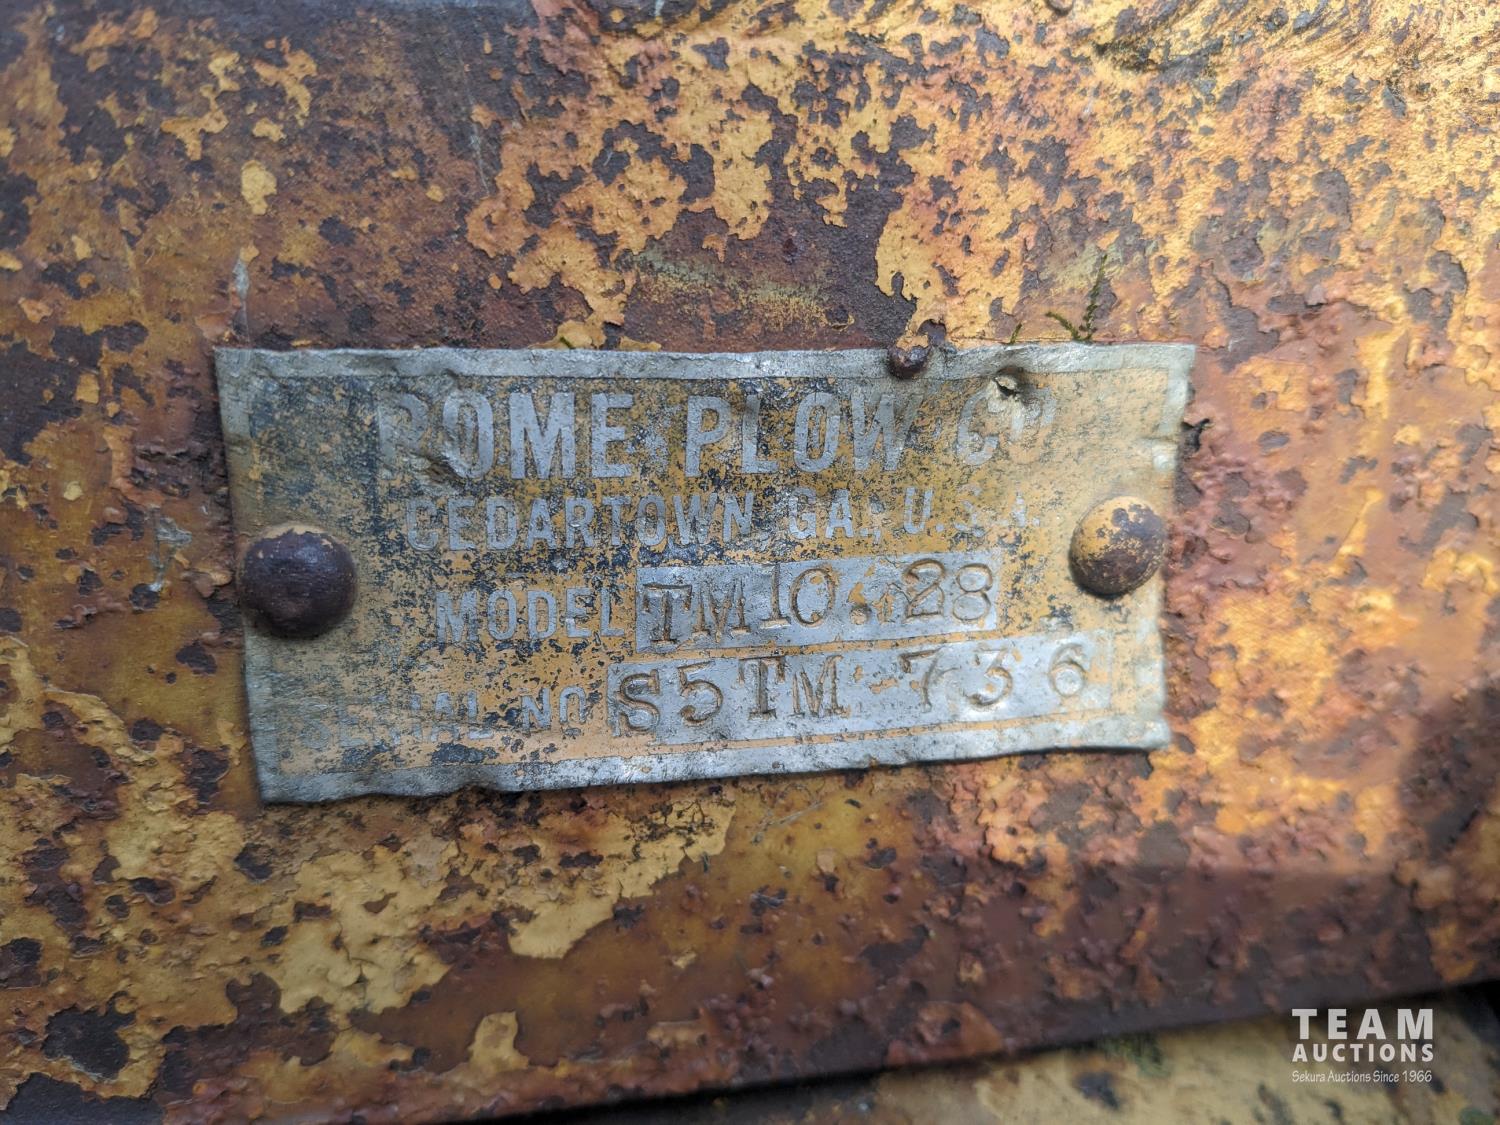 ROME PLOW CO
CEDARTOWN, GA., U.S.A.
MODEL TM10.28
SERIAL NO S5TM 736
TEAM
AUCTIONS
Sekura Auctions Since 1966